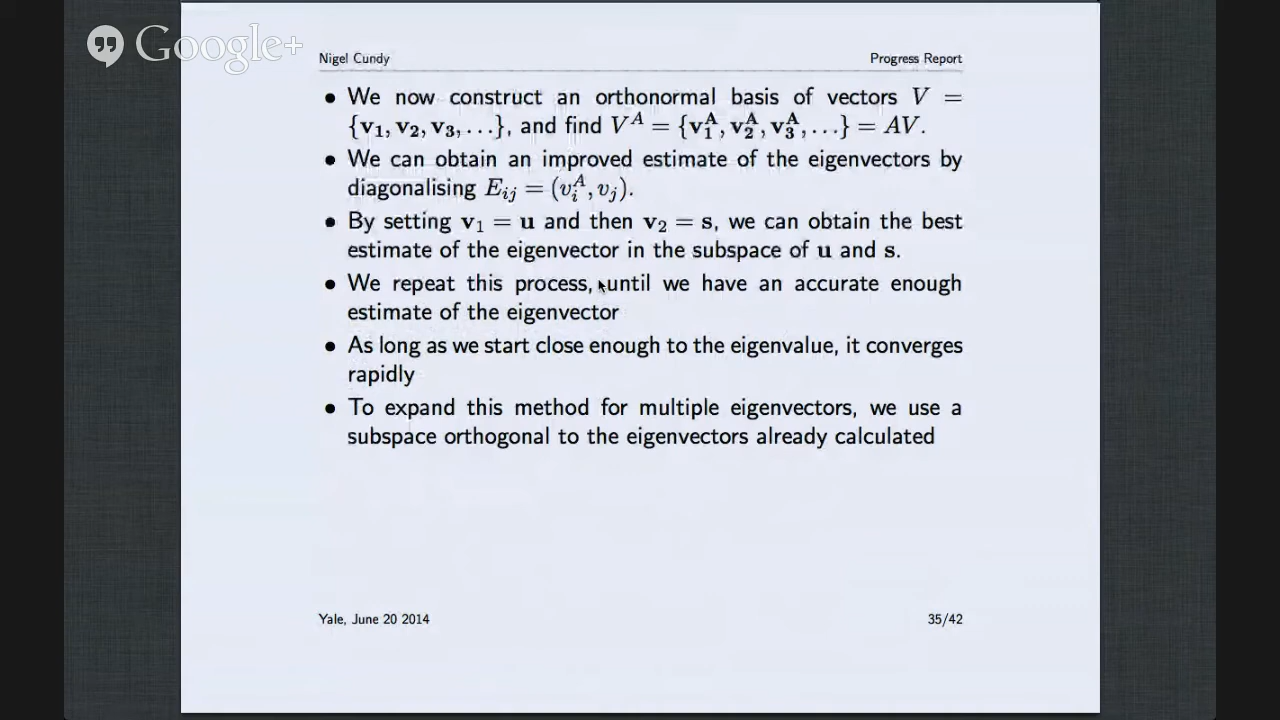 Google+
Nigel Cundy Progress Report
• We now construct an orthonormal basis of vectors V =
{v₁, v₂, v₃, . . .}, and find Vᴬ = {v₁ᴬ, v₂ᴬ, v₃ᴬ, . . .} = AV.
• We can obtain an improved estimate of the eigenvectors by
diagonalising Eᵢⱼ = (vᵢᴬ, vⱼ).
• By setting v₁ = u and then v₂ = s, we can obtain the best
estimate of the eigenvector in the subspace of u and s.
• We repeat this process, until we have an accurate enough
estimate of the eigenvector
• As long as we start close enough to the eigenvalue, it converges
rapidly
• To expand this method for multiple eigenvectors, we use a
subspace orthogonal to the eigenvectors already calculated
Yale, June 20 2014 35/42